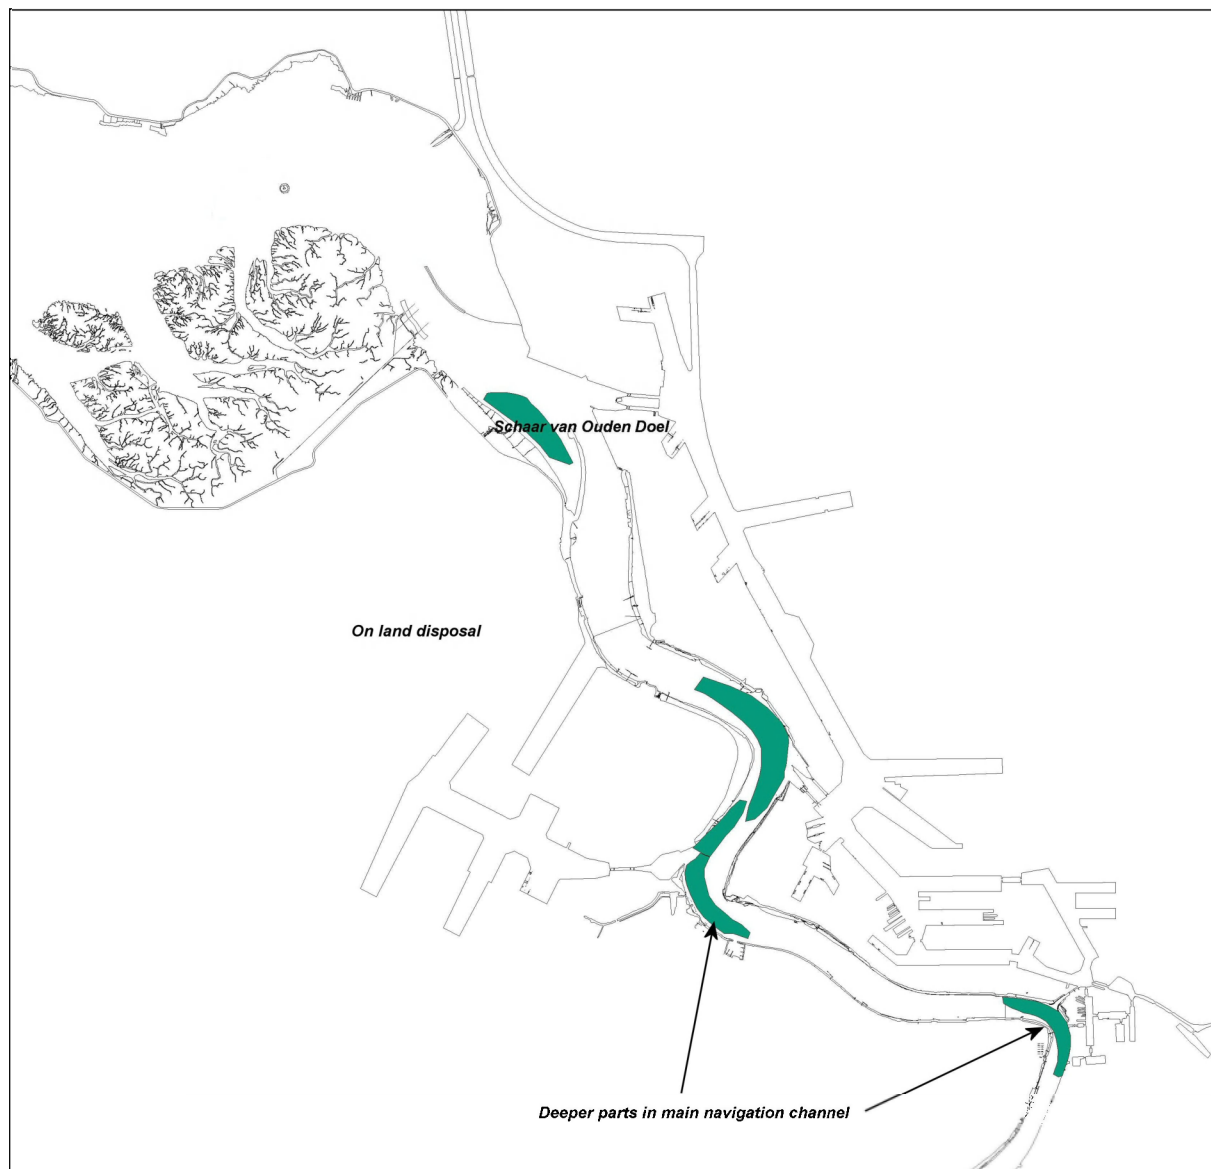 Schaar van Ouden Doel
On land disposal
Deeper parts in main navigation channel